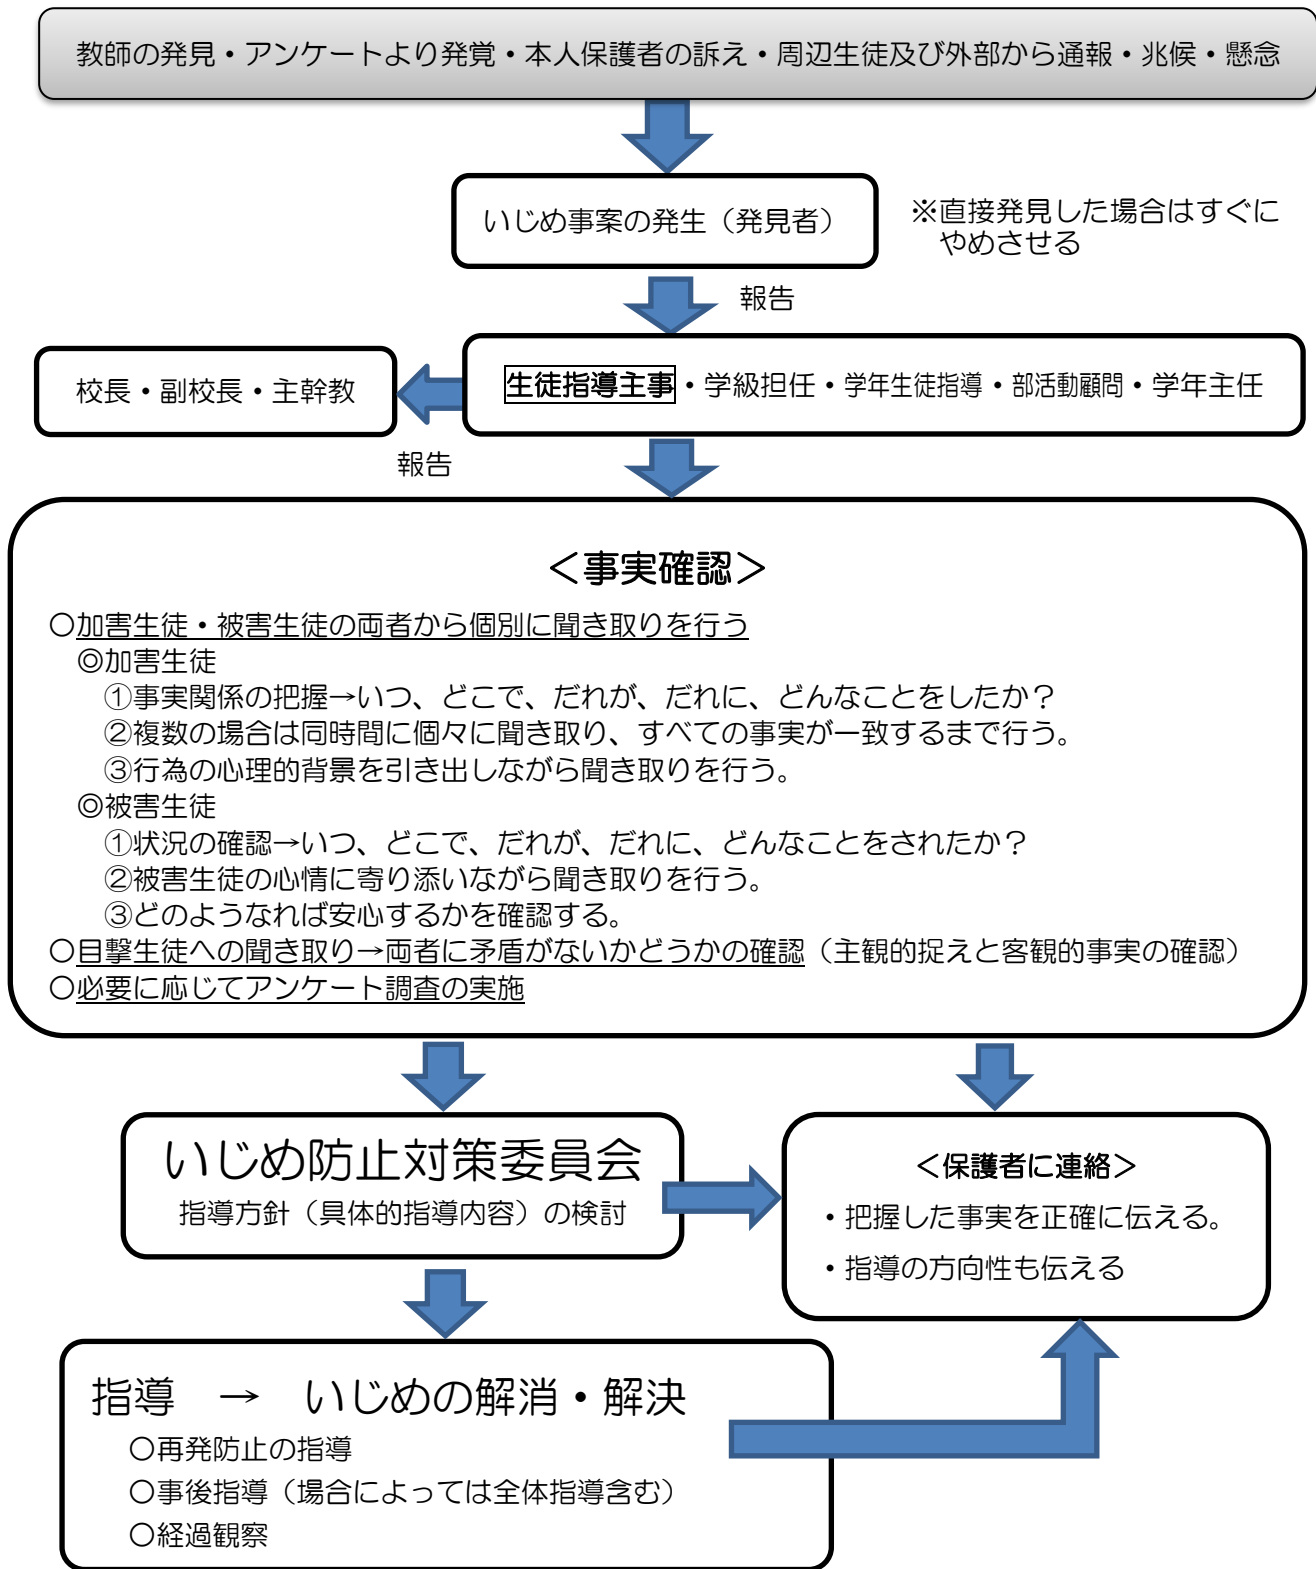 教師の発見・アンケートより発覚・本人保護者の訴え・周辺生徒及び外部から通報・兆候・懸念
いじめ事案の発生（発見者）
※直接発見した場合はすぐに
やめさせる
報告
校長・副校長・主幹教
生徒指導主事・学級担任・学年生徒指導・部活動顧問・学年主任
報告
＜事実確認＞
○加害生徒・被害生徒の両者から個別に聞き取りを行う
◎加害生徒
①事実関係の把握→いつ、どこで、だれが、だれに、どんなことをしたか？
②複数の場合は同時間に個々に聞き取り、すべての事実が一致するまで行う。
③行為の心理的背景を引き出しながら聞き取りを行う。
◎被害生徒
①状況の確認→いつ、どこで、だれが、だれに、どんなことをされたか？
②被害生徒の心情に寄り添いながら聞き取りを行う。
③どのようなれば安心するかを確認する。
○目撃生徒への聞き取り→両者に矛盾がないかどうかの確認（主観的捉えと客観的事実の確認）
○必要に応じてアンケート調査の実施
いじめ防止対策委員会
指導方針（具体的指導内容）の検討
＜保護者に連絡＞
・把握した事実を正確に伝える。
・指導の方向性も伝える
指導　→　いじめの解消・解決
○再発防止の指導
○事後指導（場合によっては全体指導含む）
○経過観察